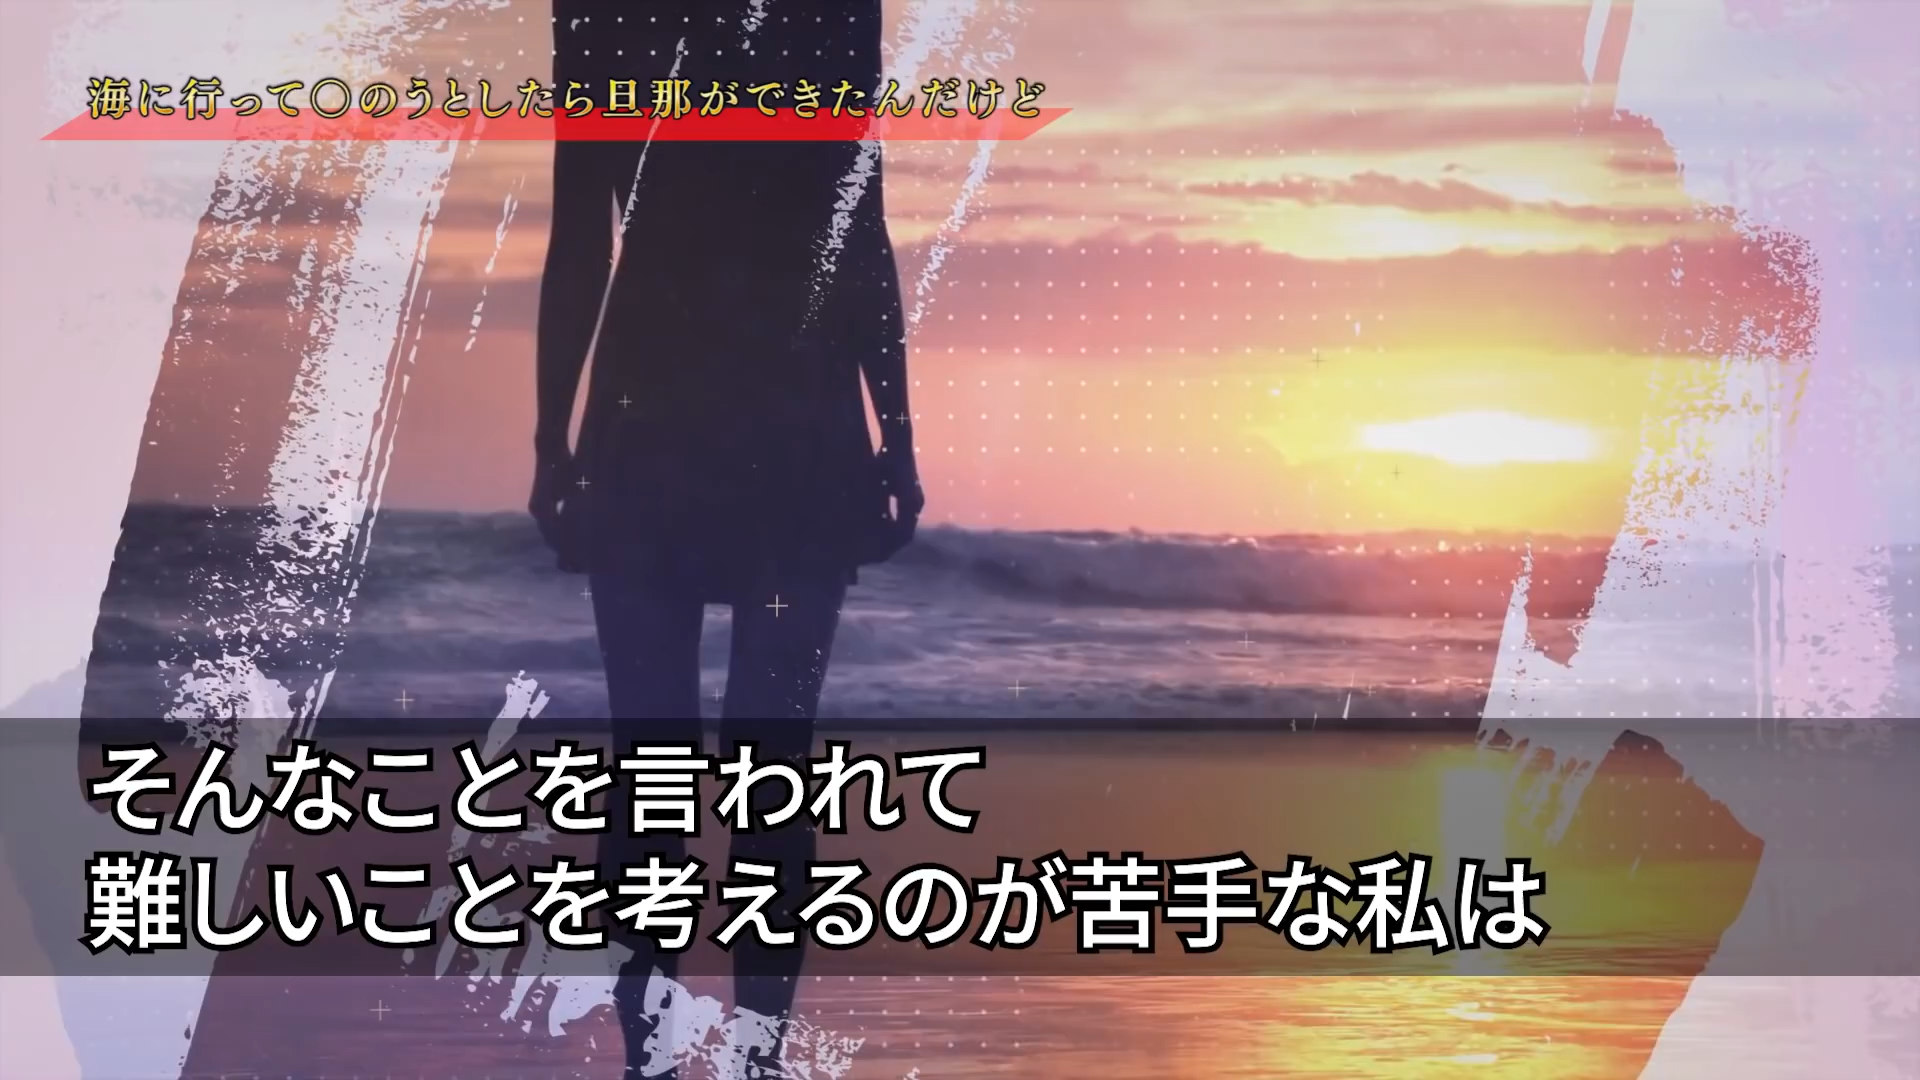 海に行って〇のうとしたら旦那ができたんだけど
そんなことを言われて
難しいことを考えるのが苦手な私は